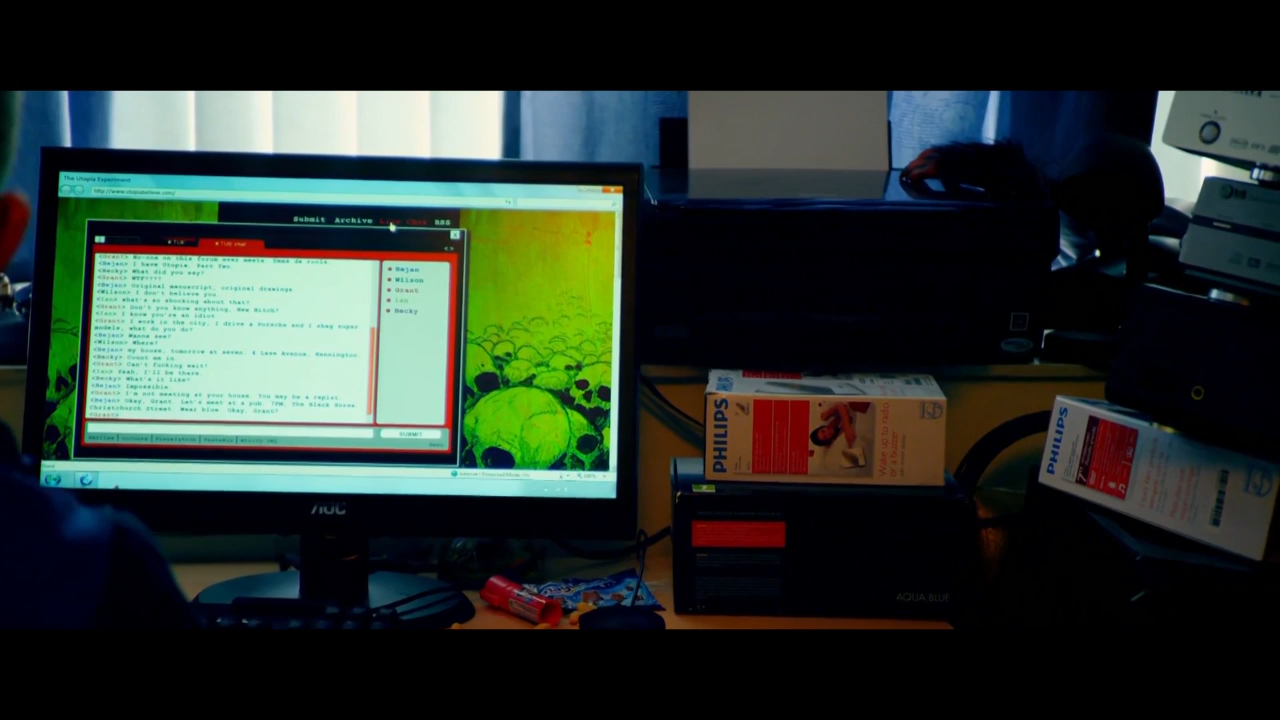 The Utopia Experiment
Submit Archive Live Chat RSS
<Grant> No-one on this forum ever meets. Dems de rools.
<Bejan> I have Utopia. Part Two.
<Becky> What did you say?
<Grant> WTF????
<Bejan> Original manuscript, original drawings
<Wilson> I don't believe you.
<Ian> what's so shocking about that?
<Grant> Don't you know anything, New Bitch?
<Ian> I know you're an idiot.
<Grant> I work in the city, I drive a Porsche and I shag super
models, what do you do?
<Bejan> Wanna see?
<Wilson> Where?
<Bejan> my house, tomorrow at seven. 4 Lase Avenue, Kennington.
<Becky> Count me in
<Grant> Can't fucking wait!
<Ian> Yeah, I'll be there.
<Becky> What's it like?
<Bejan> Impossible.
<Grant> I'm not meeting at your house. You may be a rapist.
<Bejan> Okay, Grant. Let's meet at a pub. 7PM. The Black Horse,
Christchurch Street. Wear blue. Okay, Grant?
<Grant>
Bejan
Wilson
Grant
Ian
Becky
SUBMIT
AOC
PHILIPS
Wake up to radio
or a buzzer
AQUA BLUE
PHILIPS
7"